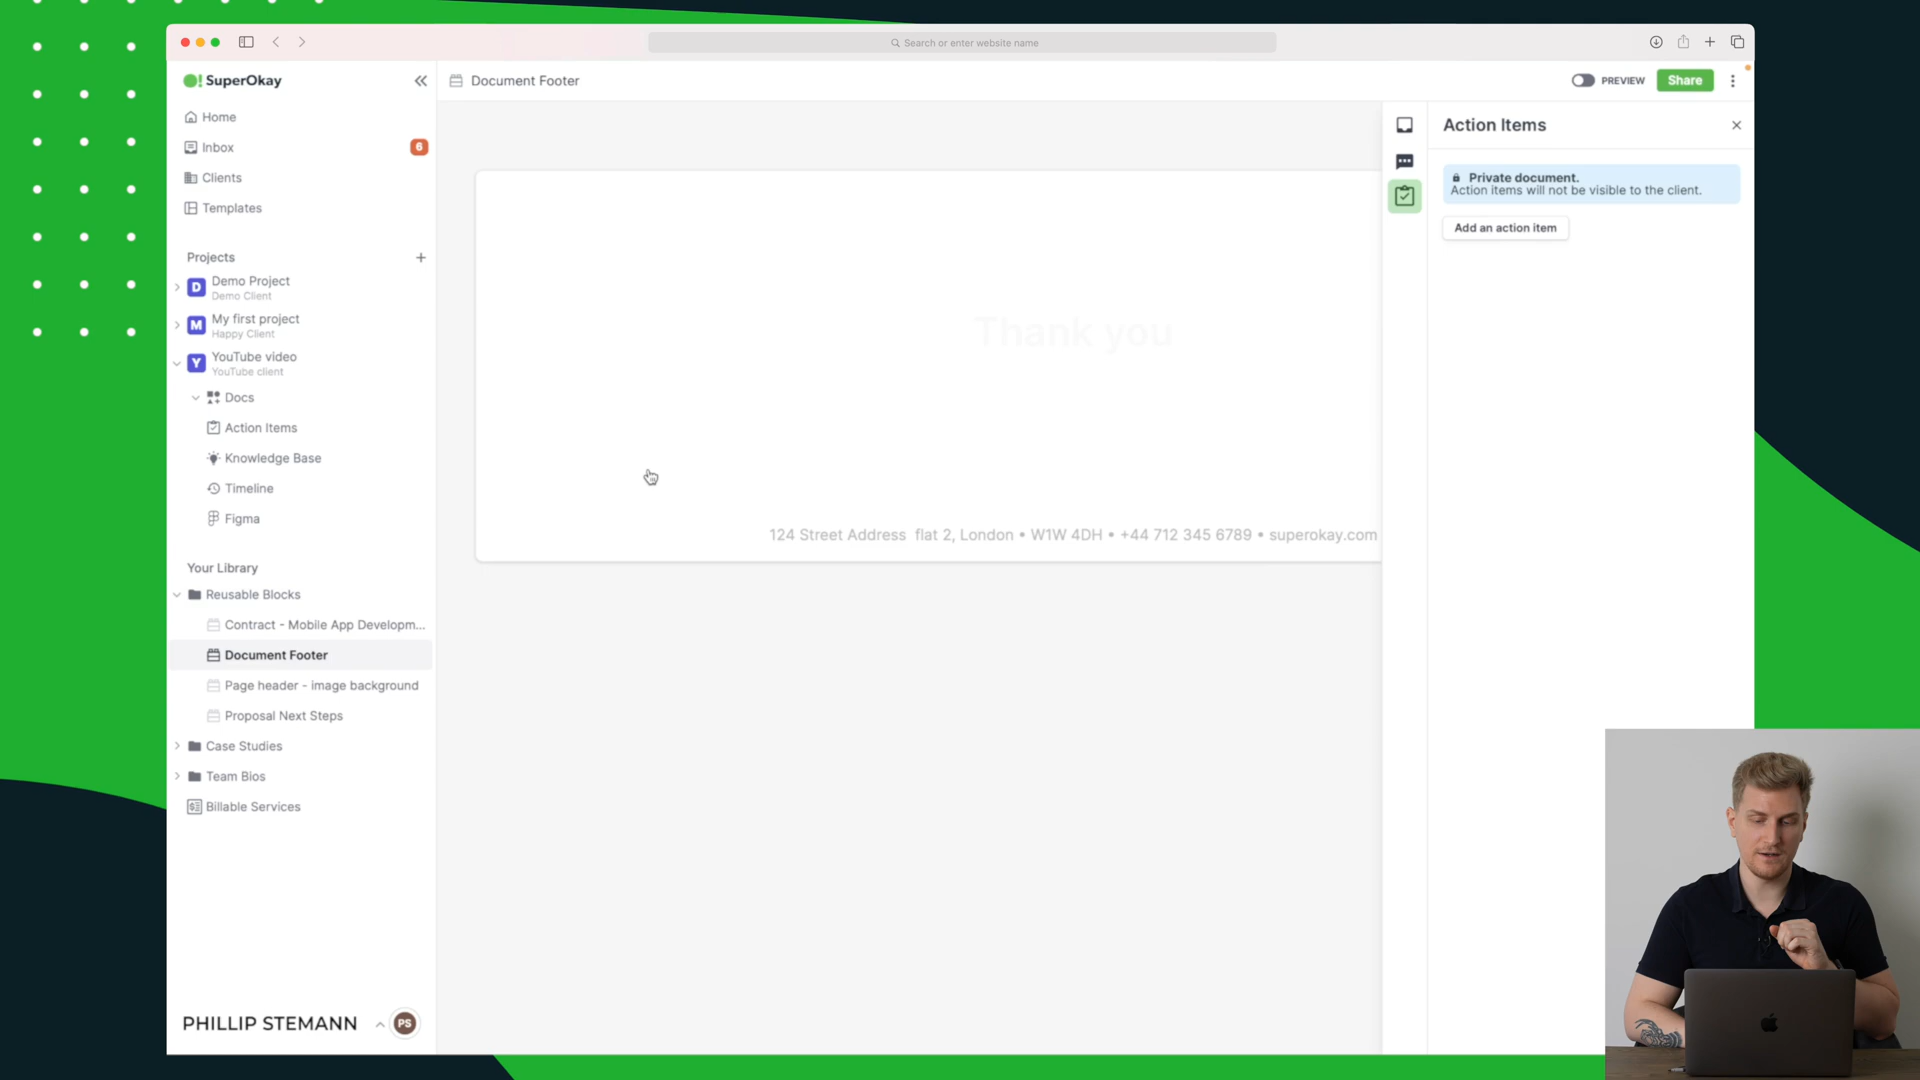 Search or enter website name
SuperOkay
Document Footer
PREVIEW
Share
Home
Inbox
6
Clients
Templates
Projects
D
Demo Project
Demo Client
M
My first project
Happy Client
Y
YouTube video
YouTube client
Docs
Action Items
Knowledge Base
Timeline
Figma
Your Library
Reusable Blocks
Contract - Mobile App Developm...
Document Footer
Page header - image background
Proposal Next Steps
Case Studies
Team Bios
Billable Services
PHILLIP STEMANN
PS
Thank you
124 Street Address flat 2, London • W1W 4DH • +44 712 345 6789 • superokay.com
Action Items
Private document.
Action items will not be visible to the client.
Add an action item